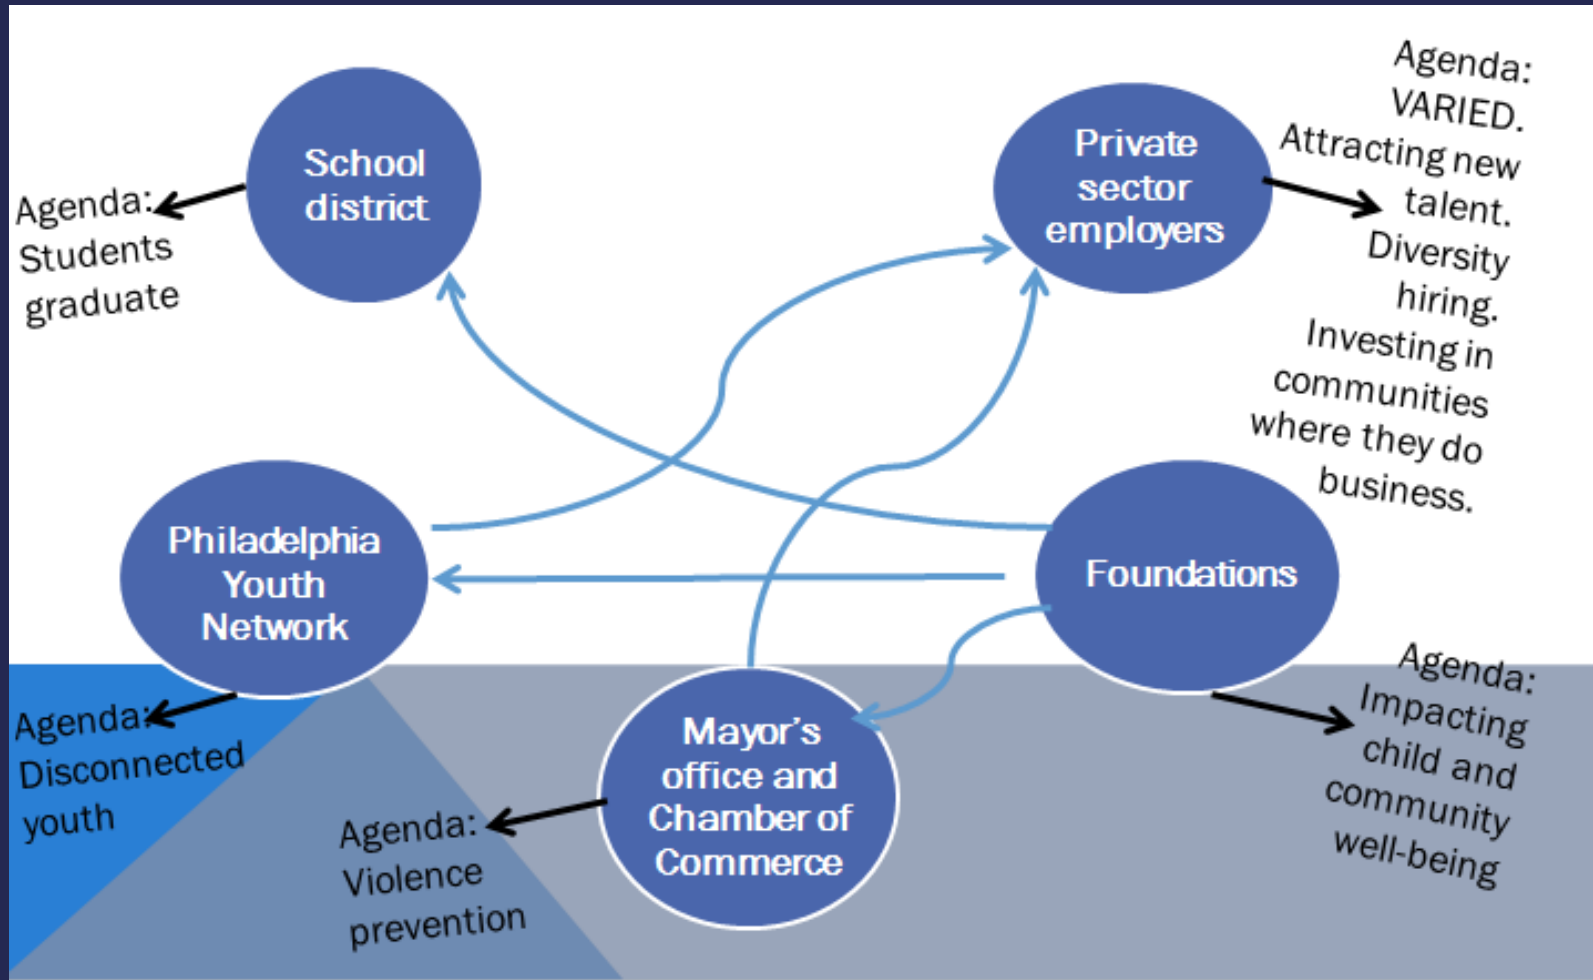 School
district
Agenda:
Students
graduate
Private
sector
employers
Agenda:
VARIED.
Attracting new
talent.
Diversity
hiring.
Investing in
communities
where they do
business.
Philadelphia
Youth
Network
Agenda:
Disconnected
youth
Mayor’s
office and
Chamber of
Commerce
Agenda:
Violence
prevention
Foundations
Agenda:
Impacting
child and
community
well-being